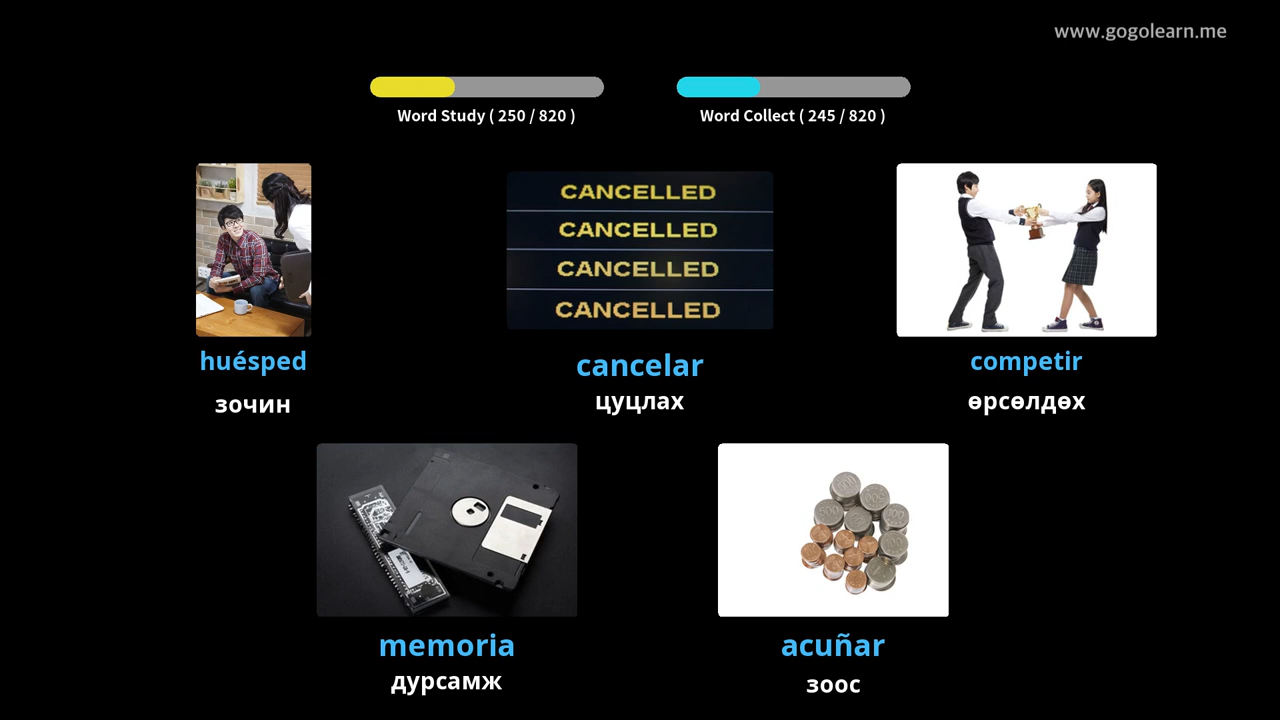 www.gogolearn.me
Word Study ( 250 / 820 )
Word Collect ( 245 / 820 )
CANCELLED
CANCELLED
CANCELLED
CANCELLED
huésped
cancelar
competir
зочин
цуцлах
өрсөлдөх
memoria
acuñar
дурсамж
зоос